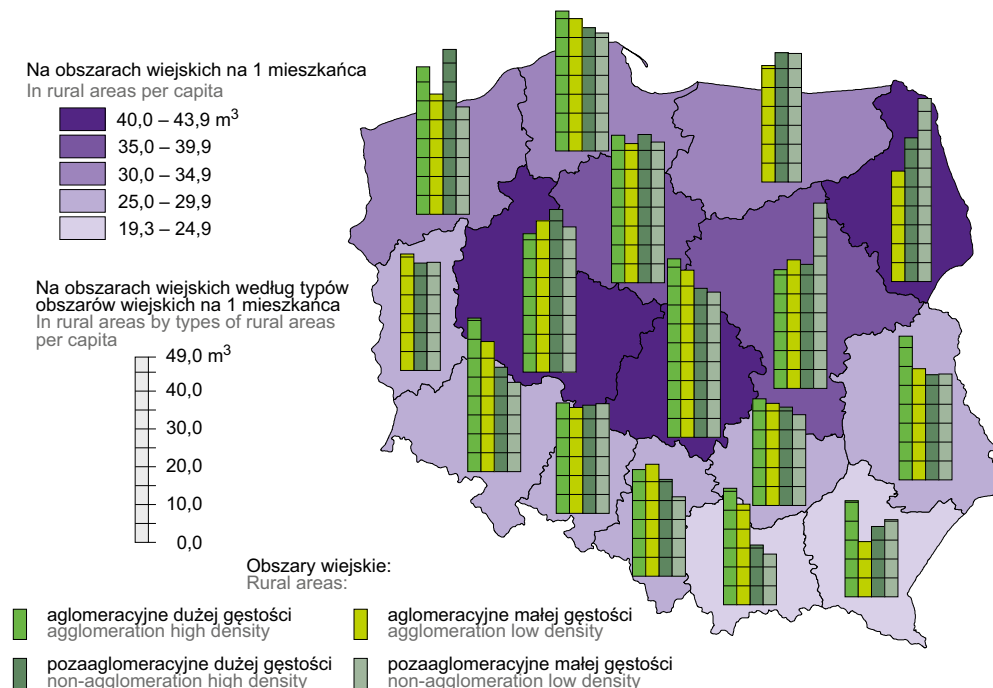 Na obszarach wiejskich na 1 mieszkańca
In rural areas per capita
40,0 – 43,9 m³
35,0 – 39,9
30,0 – 34,9
25,0 – 29,9
19,3 – 24,9
Na obszarach wiejskich według typów
obszarów wiejskich na 1 mieszkańca
In rural areas by types of rural areas
per capita
49,0 m³
40,0
30,0
20,0
10,0
0,0
Obszary wiejskie:
Rural areas:
aglomeracyjne dużej gęstości
agglomeration high density
aglomeracyjne małej gęstości
agglomeration low density
pozaaglomeracyjne dużej gęstości
non-agglomeration high density
pozaaglomeracyjne małej gęstości
non-agglomeration low density